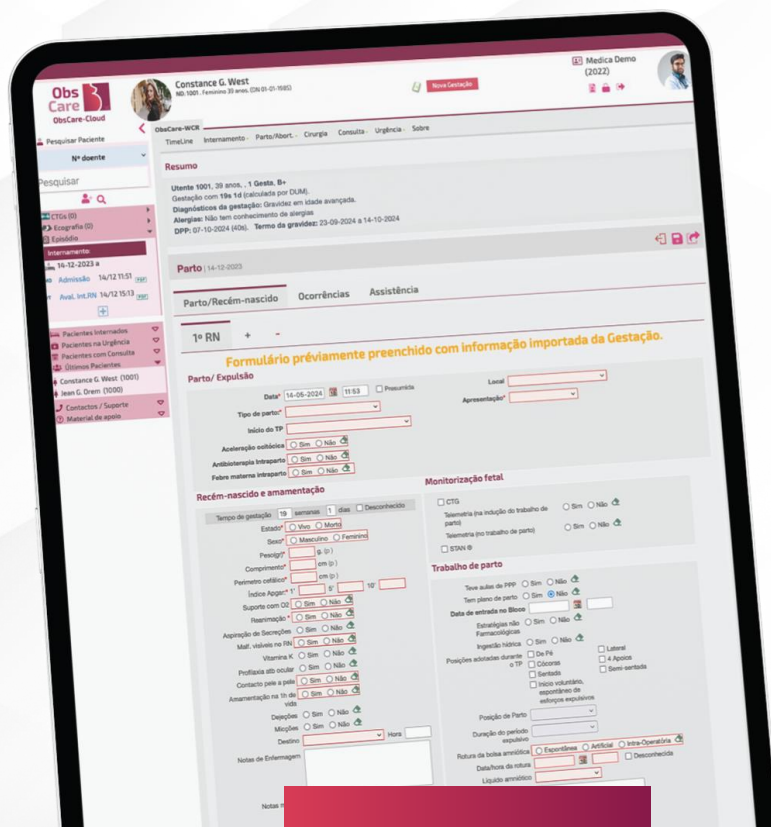 Obs
Care
ObsCare-Cloud
Constance G. West
ND: 1001 . Feminino 39 anos. (DN 01-01-1985)
Nova Gestação
Medica Demo
(2022)
Pesquisar Paciente
Nº doente
Pesquisar
CTGs (0)
Ecografia (0)
Episódio
Internamento
14-12-2023 a
Admissão 14/12 11:51
Aval. Int.RN 14/12 15:13
+
Pacientes Internados
Pacientes na Urgência
Pacientes com Consulta
Últimos Pacientes
Constance G. West (1001)
Jean G. Orem (1000)
Contactos / Suporte
Material de apoio
ObsCare-WCR
TimeLine Internamento Parto/Abort. Cirurgia Consulta Urgência Sobre
Resumo
Utente 1001, 39 anos, , 1 Gesta, B+
Gestação com 19s 1d (calculada por DUM).
Diagnósticos da gestação: Gravidez em idade avançada.
Alergias: Não tem conhecimento de alergias
DPP: 07-10-2024 (40s). Termo da gravidez: 23-09-2024 a 14-10-2024
Parto | 14-12-2023
Parto/Recém-nascido Ocorrências Assistência
1º RN + -
Formulário préviamente preenchido com informação importada da Gestação.
Parto/ Expulsão
Data* 14-05-2024 11:53 Presumida
Tipo de parto:*
Início do TP
Aceleração ocitócica Sim Não
Antibioterapia Intraparto Sim Não
Febre materna intraparto Sim Não
Local
Apresentação*
Recém-nascido e amamentação
Tempo de gestação 19 semanas 1 dias Desconhecido
Estado* Vivo Morto
Sexo* Masculino Feminino
Peso(gr)* g. (p )
Comprimento* cm (p )
Perímetro cefálico* cm (p )
Índice Apgar:* 1' 5' 10'
Suporte com O2 Sim Não
Reanimação * Sim Não
Aspiração de Secreções Sim Não
Malf. visíveis no RN Sim Não
Vitamina K Sim Não
Profilaxia atb ocular Sim Não
Contacto pele a pele Sim Não
Amamentação na 1h de vida Sim Não
Dejeções Sim Não
Micções Sim Não
Destino Hora
Notas de Enfermagem
Notas
Monitorização fetal
CTG
Telemetria (na indução do trabalho de parto) Sim Não
Telemetria (no trabalho de parto) Sim Não
STAN ®
Trabalho de parto
Teve aulas de PPP Sim Não
Tem plano de parto Sim Não
Data de entrada no Bloco
Estratégias não Farmacológicas Sim Não
Ingestão hídrica Sim Não
Posições adoladas durante o TP
De Pé Lateral
Cócoras 4 Apoios
Sentada Semi-sentada
Início voluntário, espontâneo de esforços expulsivos
Posição de Parto
Duração do período expulsivo
Rotura da bolsa amniótica Espontânea Artificial Intra-Operatória
Data/hora da rotura Desconhecida
Liquido amniótico